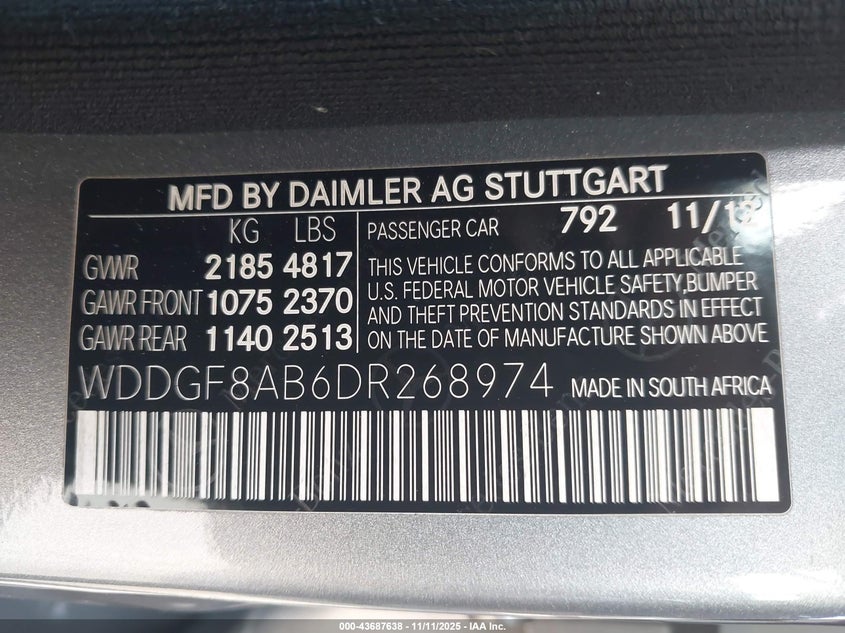 MFD BY DAIMLER AG STUTTGART
KG LBS
GVWR 2185 4817
GAWR FRONT 1075 2370
GAWR REAR 1140 2513
PASSENGER CAR 792 11/12
THIS VEHICLE CONFORMS TO ALL APPLICABLE
U.S. FEDERAL MOTOR VEHICLE SAFETY,BUMPER
AND THEFT PREVENTION STANDARDS IN EFFECT
ON THE DATE OF MANUFACTURE SHOWN ABOVE
WDDGF8AB6DR268974 MADE IN SOUTH AFRICA
000-43687638 - 11/11/2025 - IAA Inc.